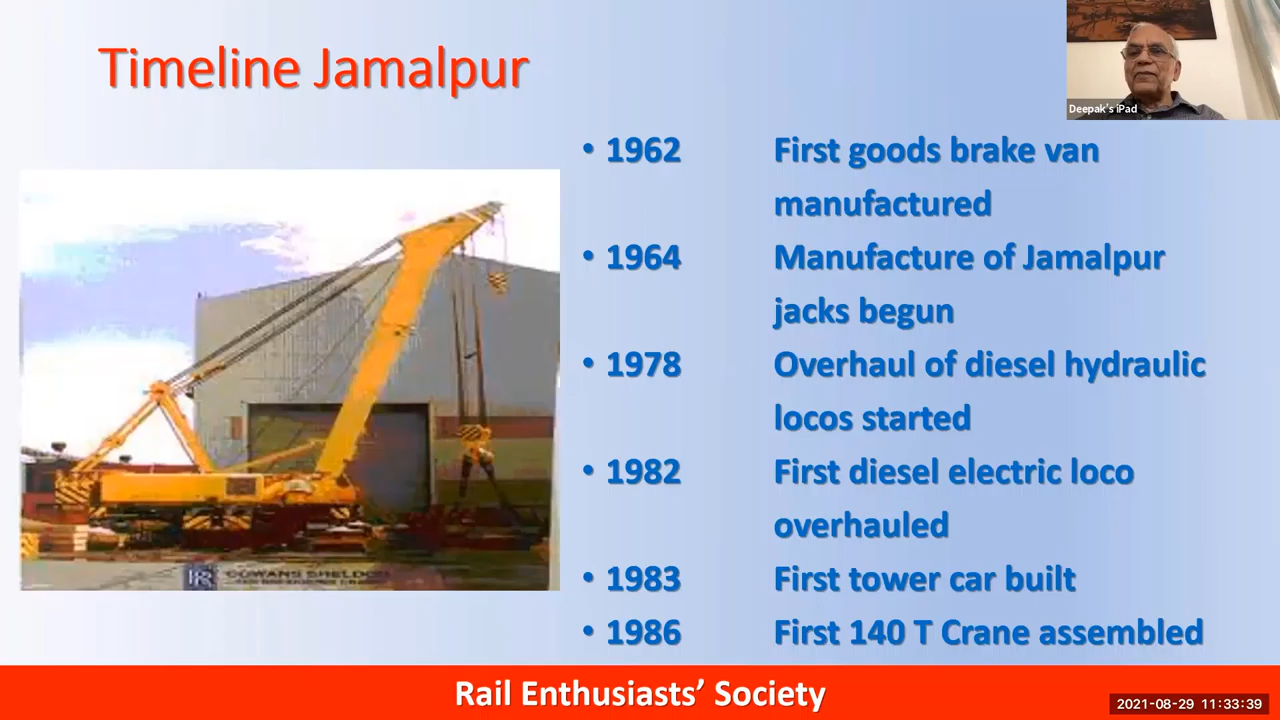 Timeline Jamalpur
Deepak's iPad
• 1962 First goods brake van
manufactured
• 1964 Manufacture of Jamalpur
jacks begun
• 1978 Overhaul of diesel hydraulic
locos started
• 1982 First diesel electric loco
overhauled
• 1983 First tower car built
• 1986 First 140 T Crane assembled
COWANS SHELDON
Rail Enthusiasts' Society
2021-08-29 11:33:39